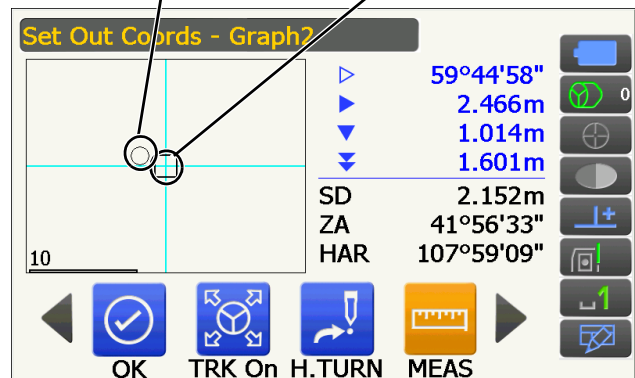 Set Out Coords - Graph2
59°44'58"
2.466m
1.014m
1.601m
SD 2.152m
ZA 41°56'33"
HAR 107°59'09"
10
0
1
OK TRK On H.TURN MEAS